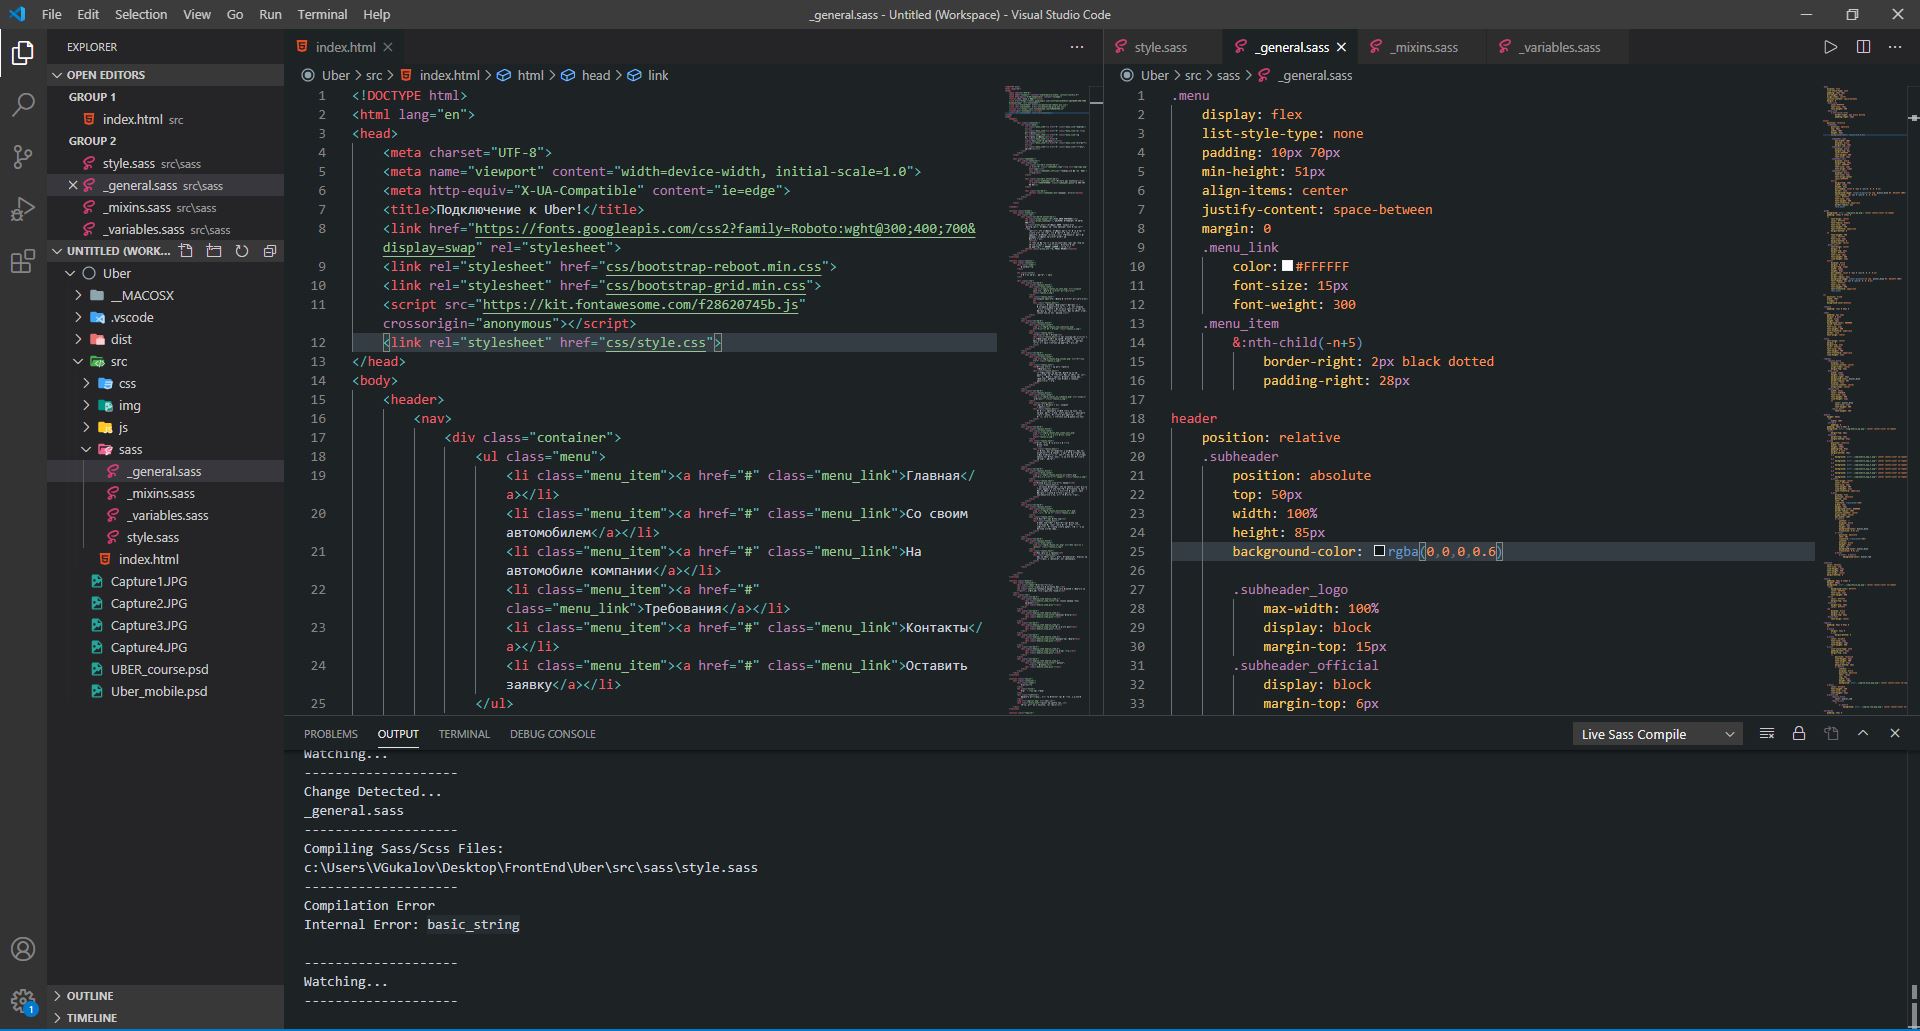 File Edit Selection View Go Run Terminal Help
_general.sass - Untitled (Workspace) - Visual Studio Code
EXPLORER
OPEN EDITORS
GROUP 1
index.html src
GROUP 2
style.sass src\sass
_general.sass src\sass
_mixins.sass src\sass
_variables.sass src\sass
UNTITLED (WORK...
Uber
__MACOSX
.vscode
dist
src
css
img
js
sass
_general.sass
_mixins.sass
_variables.sass
style.sass
index.html
Capture1.JPG
Capture2.JPG
Capture3.JPG
Capture4.JPG
UBER_course.psd
Uber_mobile.psd
OUTLINE
TIMELINE
1
index.html
Uber > src > index.html > html > head > link
1 <!DOCTYPE html>
2 <html lang="en">
3 <head>
4 <meta charset="UTF-8">
5 <meta name="viewport" content="width=device-width, initial-scale=1.0">
6 <meta http-equiv="X-UA-Compatible" content="ie=edge">
7 <title>Подключение к Uber!</title>
8 <link href="https://fonts.googleapis.com/css2?family=Roboto:wght@300;400;700&
display=swap" rel="stylesheet">
9 <link rel="stylesheet" href="css/bootstrap-reboot.min.css">
10 <link rel="stylesheet" href="css/bootstrap-grid.min.css">
11 <script src="https://kit.fontawesome.com/f28620745b.js"
crossorigin="anonymous"></script>
12 <link rel="stylesheet" href="css/style.css">
13 </head>
14 <body>
15 <header>
16 <nav>
17 <div class="container">
18 <ul class="menu">
19 <li class="menu_item"><a href="#" class="menu_link">Главная</
a></li>
20 <li class="menu_item"><a href="#" class="menu_link">Со своим
автомобилем</a></li>
21 <li class="menu_item"><a href="#" class="menu_link">На
автомобиле компании</a></li>
22 <li class="menu_item"><a href="#"
class="menu_link">Требования</a></li>
23 <li class="menu_item"><a href="#" class="menu_link">Контакты</
a></li>
24 <li class="menu_item"><a href="#" class="menu_link">Оставить
заявку</a></li>
25 </ul>
style.sass _general.sass _mixins.sass _variables.sass
Uber > src > sass > _general.sass
1 .menu
2 display: flex
3 list-style-type: none
4 padding: 10px 70px
5 min-height: 51px
6 align-items: center
7 justify-content: space-between
8 margin: 0
9 .menu_link
10 color: #FFFFFF
11 font-size: 15px
12 font-weight: 300
13 .menu_item
14 &:nth-child(-n+5)
15 border-right: 2px black dotted
16 padding-right: 28px
17
18 header
19 position: relative
20 .subheader
21 position: absolute
22 top: 50px
23 width: 100%
24 height: 85px
25 background-color: rgba(0,0,0,0.6)
26
27 .subheader_logo
28 max-width: 100%
29 display: block
30 margin-top: 15px
31 .subheader_official
32 display: block
33 margin-top: 6px
PROBLEMS OUTPUT TERMINAL DEBUG CONSOLE
Live Sass Compile
Watching...
--------------------
Change Detected...
_general.sass
--------------------
Compiling Sass/Scss Files:
c:\Users\VGukalov\Desktop\FrontEnd\Uber\src\sass\style.sass
--------------------
Compilation Error
Internal Error: basic_string
--------------------
Watching...
--------------------